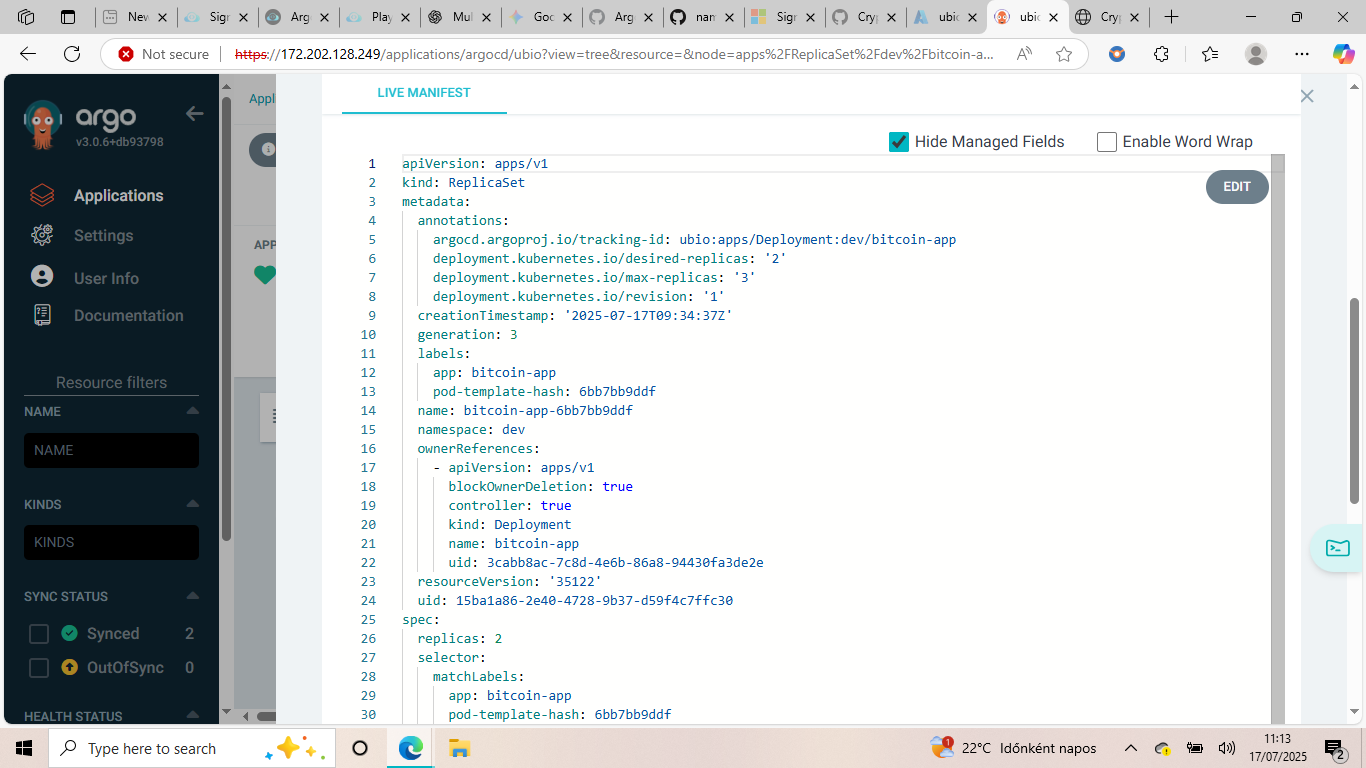 New
Sign
Argo
Play
Mul
Goc
Argo
nam
Sign
Cryp
ubio
ubio
Cryp
Not secure
https://172.202.128.249/applications/argocd/ubio?view=tree&resource=&node=apps%2FReplicaSet%2Fdev%2Fbitcoin-a...
argo
v3.0.6+db93798
Applications
Settings
User Info
Documentation
Resource filters
NAME
NAME
KINDS
KINDS
SYNC STATUS
Synced 2
OutOfSync 0
HEALTH STATUS
Appl
APP
LIVE MANIFEST
Hide Managed Fields
Enable Word Wrap
EDIT
1 apiVersion: apps/v1
2 kind: ReplicaSet
3 metadata:
4 annotations:
5 argocd.argoproj.io/tracking-id: ubio:apps/Deployment:dev/bitcoin-app
6 deployment.kubernetes.io/desired-replicas: '2'
7 deployment.kubernetes.io/max-replicas: '3'
8 deployment.kubernetes.io/revision: '1'
9 creationTimestamp: '2025-07-17T09:34:37Z'
10 generation: 3
11 labels:
12 app: bitcoin-app
13 pod-template-hash: 6bb7bb9ddf
14 name: bitcoin-app-6bb7bb9ddf
15 namespace: dev
16 ownerReferences:
17 - apiVersion: apps/v1
18 blockOwnerDeletion: true
19 controller: true
20 kind: Deployment
21 name: bitcoin-app
22 uid: 3cabb8ac-7c8d-4e6b-86a8-94430fa3de2e
23 resourceVersion: '35122'
24 uid: 15ba1a86-2e40-4728-9b37-d59f4c7ffc30
25 spec:
26 replicas: 2
27 selector:
28 matchLabels:
29 app: bitcoin-app
30 pod-template-hash: 6bb7bb9ddf
Type here to search
1
22°C Időnként napos
11:13
17/07/2025
2